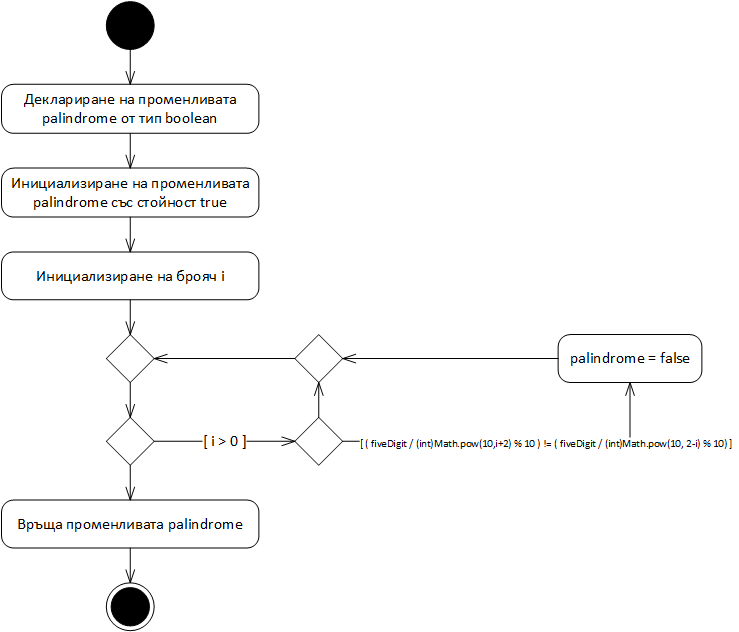 Деклариране на променливата
palindrome от тип boolean
Инициализиране на променливата
palindrome със стойност true
Инициализиране на брояч i
palindrome = false
[ i > 0 ]
[ ( fiveDigit / (int)Math.pow(10,i+2) % 10 ) != ( fiveDigit / (int)Math.pow(10, 2-i) % 10) ]
Връща променливата palindrome